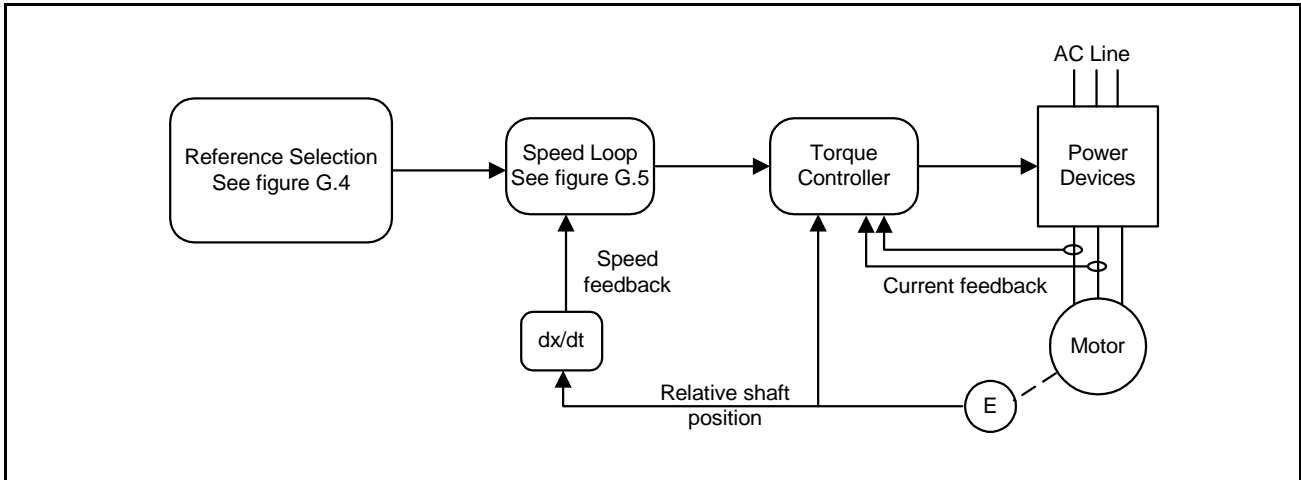 AC Line
Reference Selection
See figure G.4
Speed Loop
See figure G.5
Torque
Controller
Power
Devices
Speed
feedback
Current feedback
dx/dt
Motor
Relative shaft
position
E